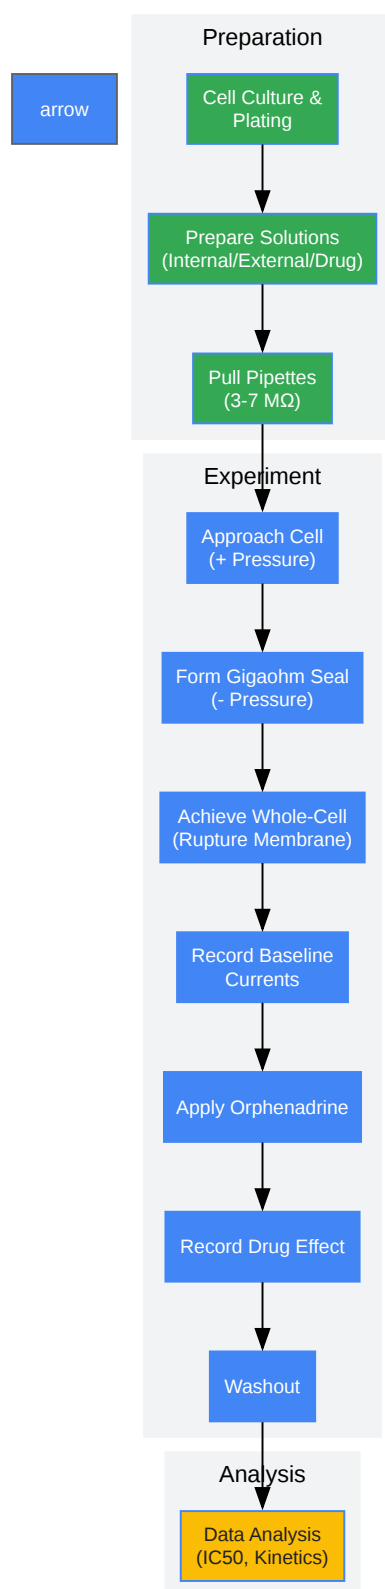 Preparation
arrow
Cell Culture &
Plating
Prepare Solutions
(Internal/External/Drug)
Pull Pipettes
(3-7 MΩ)
Experiment
Approach Cell
(+ Pressure)
Form Gigaohm Seal
(- Pressure)
Achieve Whole-Cell
(Rupture Membrane)
Record Baseline
Currents
Apply Orphenadrine
Record Drug Effect
Washout
Analysis
Data Analysis
(IC50, Kinetics)